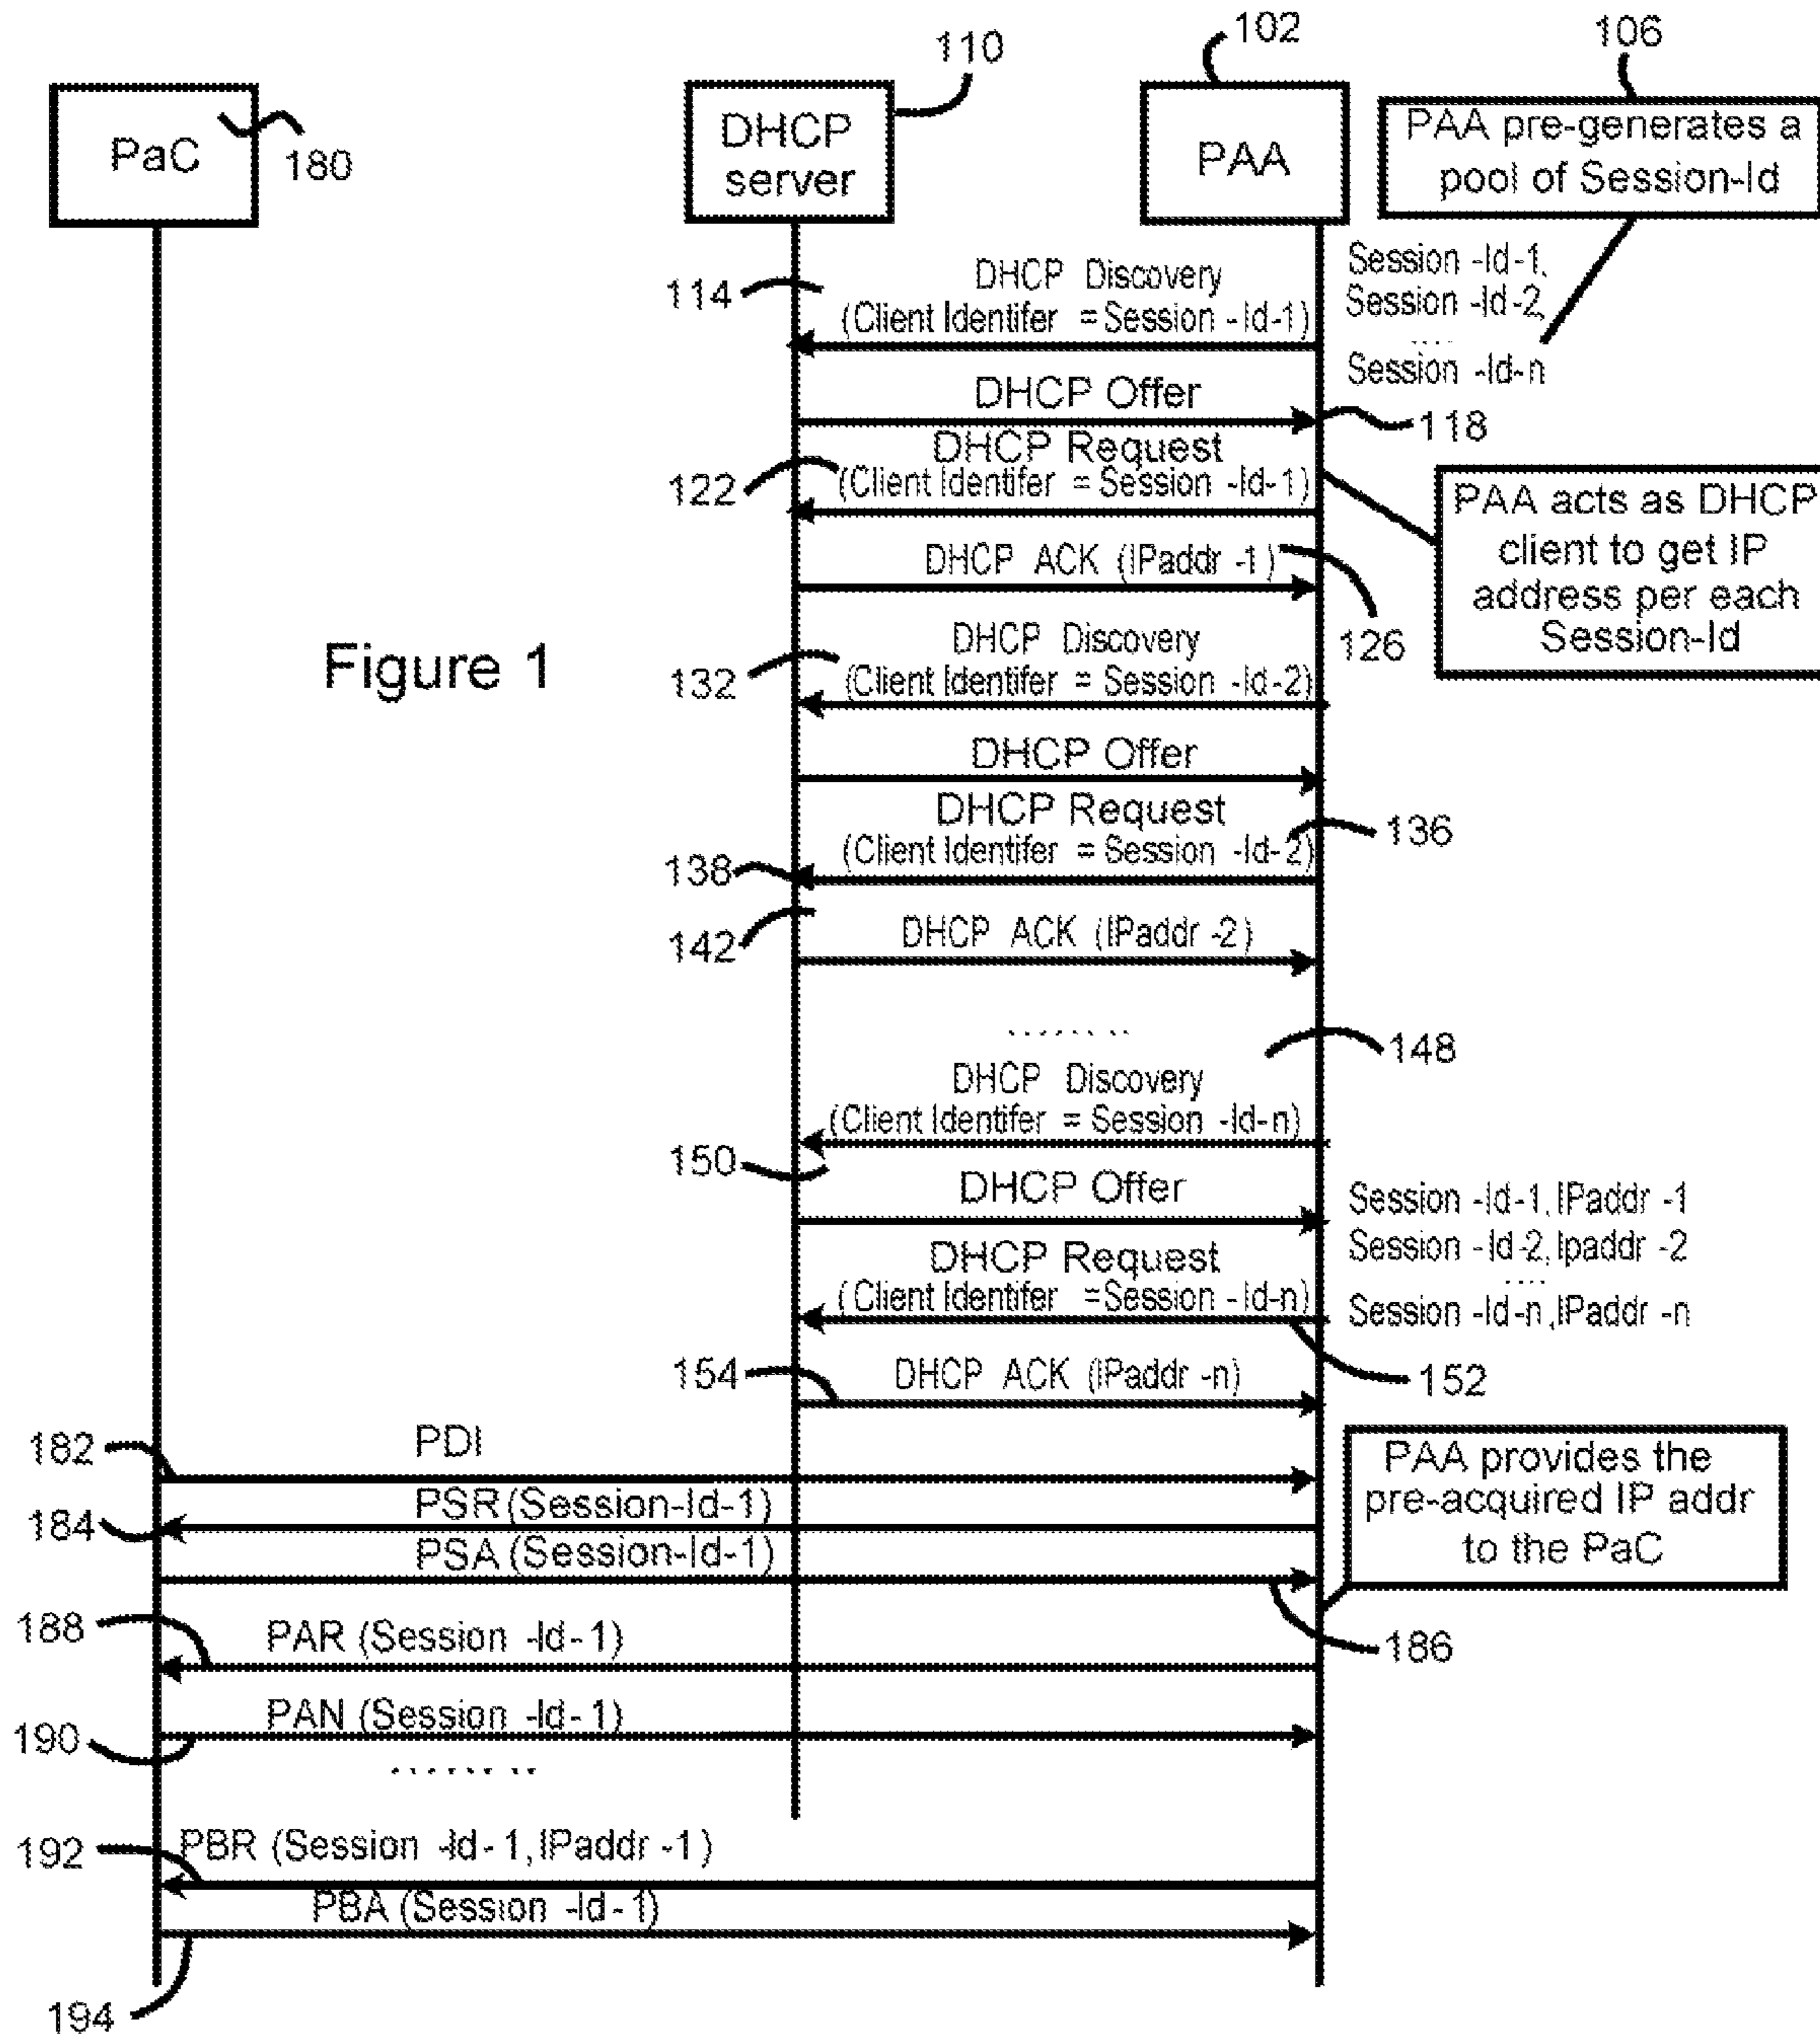 110
102
106
PaC
180
DHCP
server
PAA
PAA pre-generates a
pool of Session-Id
114
DHCP Discovery
(Client Identifer = Session -Id-1)
Session -Id-1,
Session -Id-2,
....
Session -Id-n
DHCP Offer
118
DHCP Request
122
(Client Identifer = Session -Id-1)
PAA acts as DHCP
client to get IP
address per each
Session-Id
DHCP ACK (IPaddr -1)
126
Figure 1
DHCP Discovery
132
(Client Identifer = Session -Id-2)
DHCP Offer
DHCP Request
136
(Client Identifer = Session -Id-2)
138
142
DHCP ACK (IPaddr -2)
........
148
DHCP Discovery
(Client Identifer = Session -Id-n)
150
DHCP Offer
Session -Id-1, IPaddr -1
Session -Id-2, Ipaddr -2
....
Session -Id-n, IPaddr -n
DHCP Request
(Client Identifer =Session -Id-n)
152
154
DHCP ACK (IPaddr -n)
182
PDI
PAA provides the
pre-acquired IP addr
to the PaC
184
PSR (Session-Id-1)
PSA (Session-Id-1)
186
188
PAR (Session -Id-1)
190
PAN (Session -Id-1)
........
192
PBR (Session -Id-1, IPaddr -1)
PBA (Session -Id-1)
194